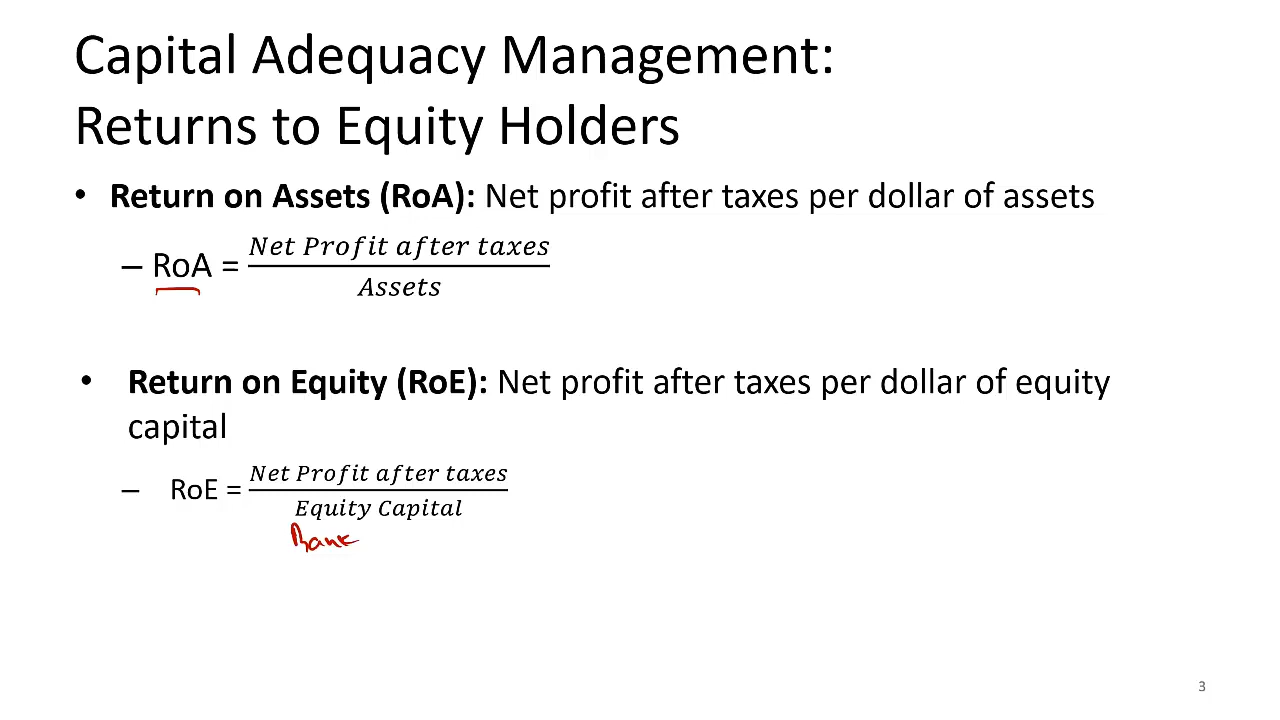 Capital Adequacy Management:
Returns to Equity Holders
• Return on Assets (RoA): Net profit after taxes per dollar of assets
– RoA = Net Profit after taxes / Assets
• Return on Equity (RoE): Net profit after taxes per dollar of equity
capital
– RoE = Net Profit after taxes / Equity Capital
Bank
3